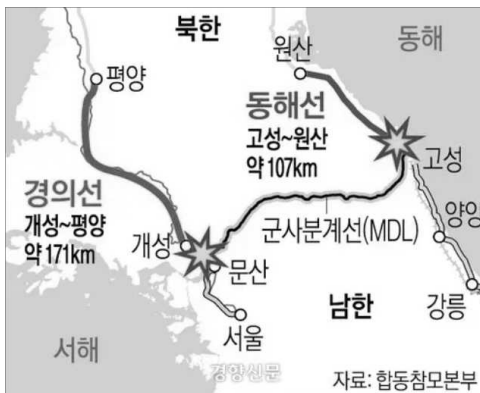 북한
원산
동해
평양
동해선
고성~원산
약 107km
고성
경의선
개성~평양
약 171km
양양
군사분계선(MDL)
개성
문산
강릉
서울
남한
서해
경향신문
자료: 합동참모본부